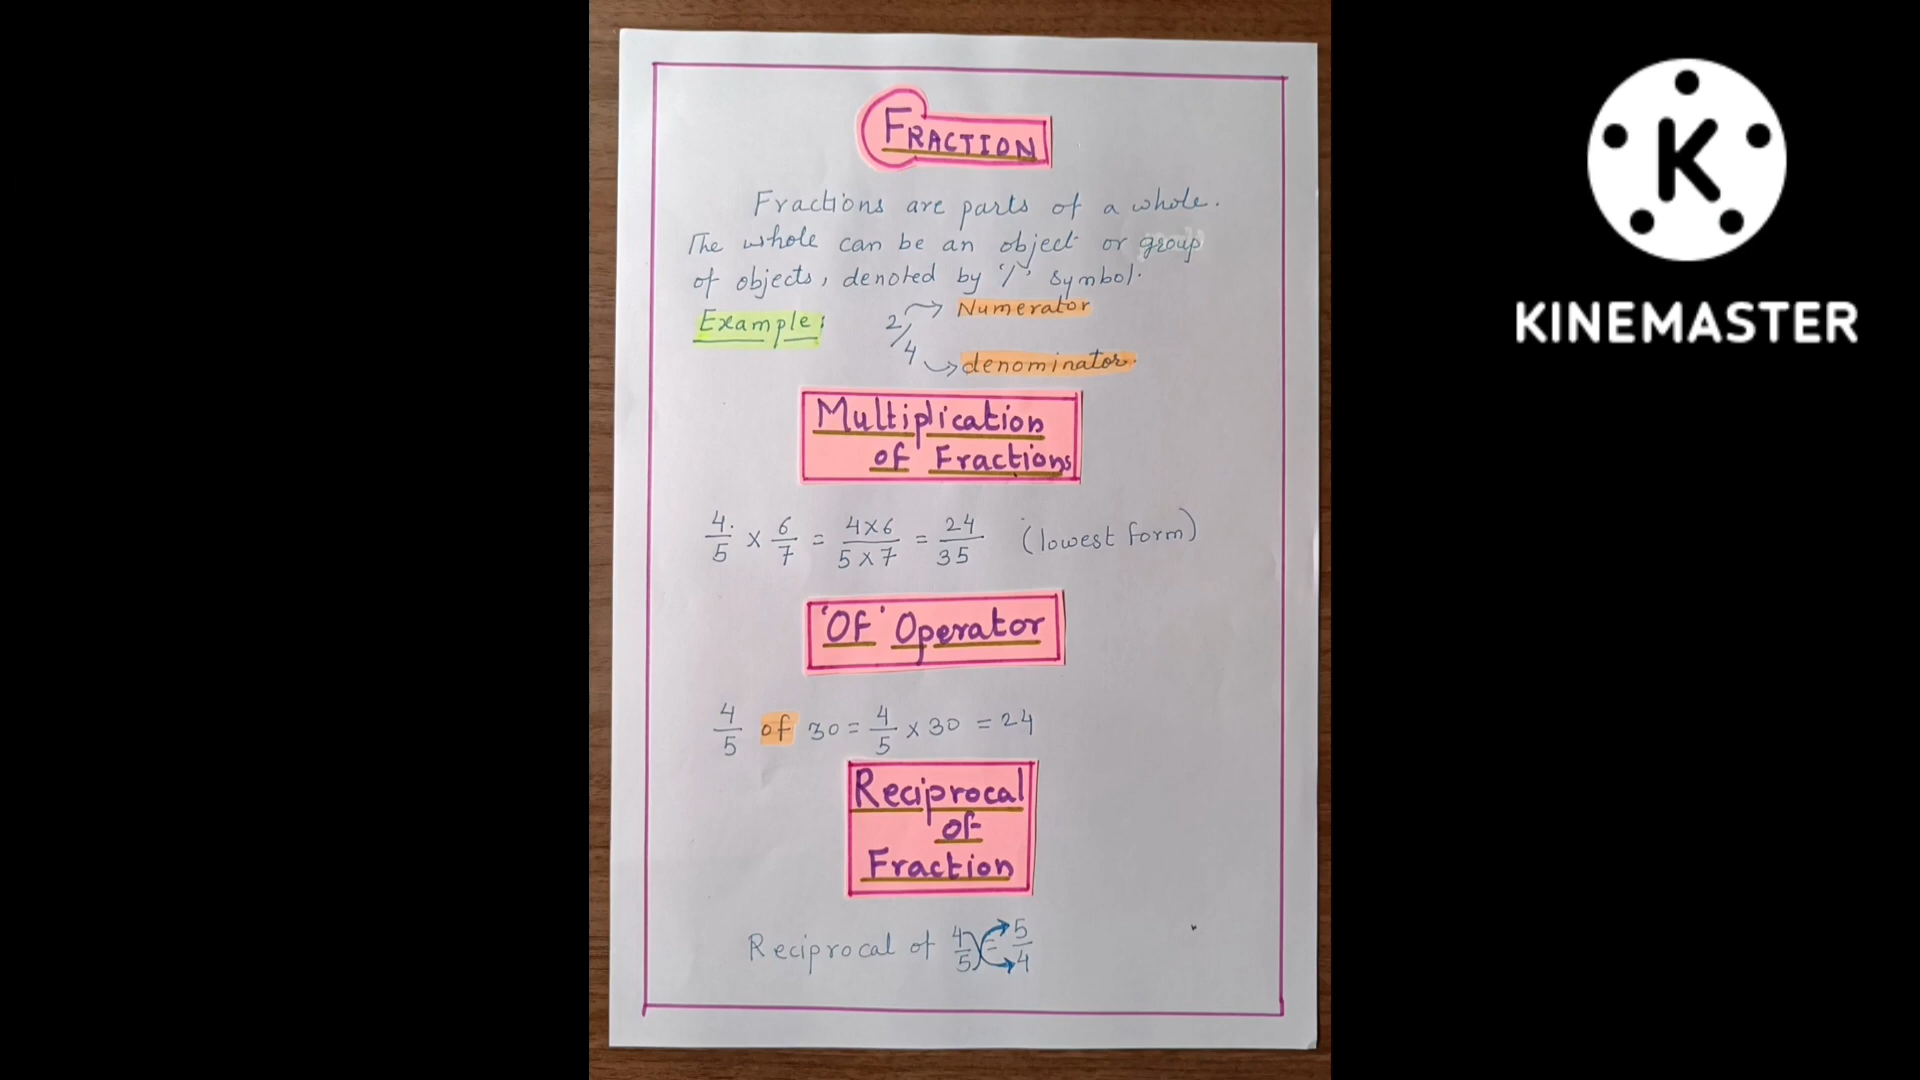 FRACTION
Fractions are parts of a whole.
The whole can be an object or group
of objects, denoted by '/' symbol.
Example:
2/4
Numerator
denominator.
Multiplication
of Fractions
4/5 x 6/7 = 4x6/5x7 = 24/35 (lowest form)
'OF' Operator
4/5 of 30 = 4/5 x 30 = 24
Reciprocal
of
Fraction
Reciprocal of 4/5 = 5/4
K
KINEMASTER